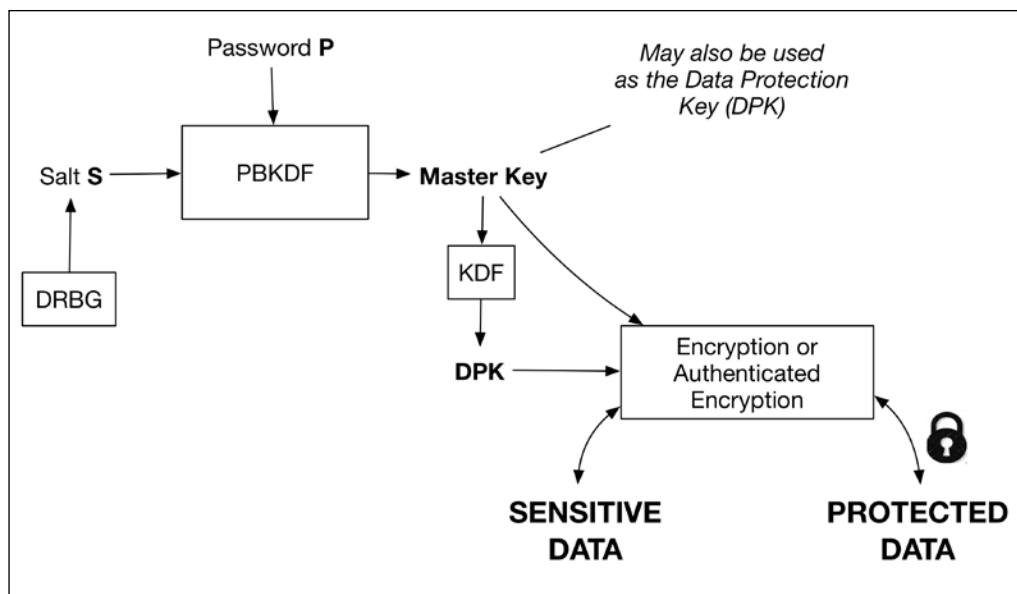 Password P
May also be used
as the Data Protection
Key (DPK)
Salt S
PBKDF
Master Key
DRBG
KDF
DPK
Encryption or
Authenticated
Encryption
SENSITIVE
DATA
PROTECTED
DATA